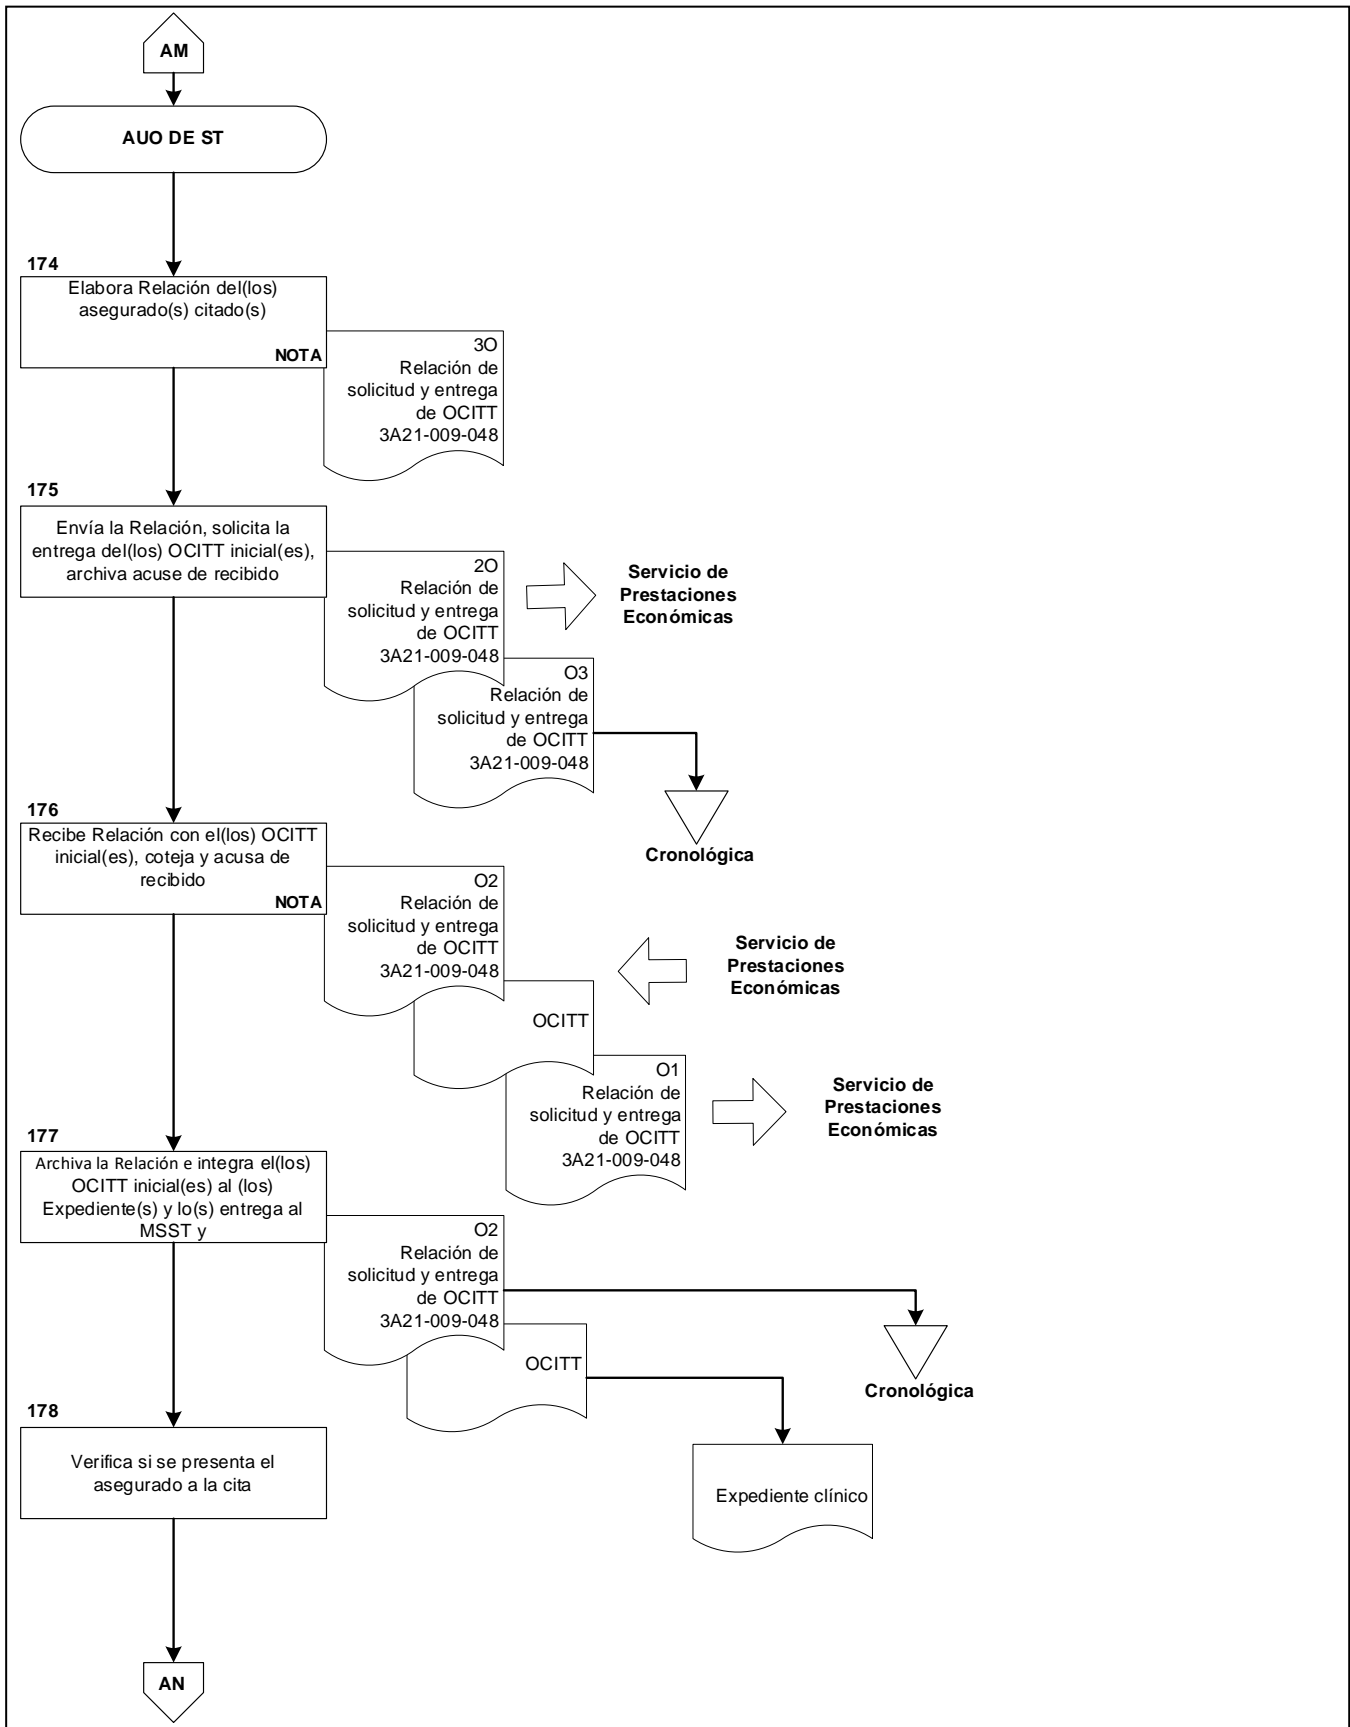 AM
AUO DE ST
174
Elabora Relación del(los)
asegurado(s) citado(s)
NOTA
3O
Relación de
solicitud y entrega
de OCITT
3A21-009-048
175
Envía la Relación, solicita la
entrega del(los) OCITT inicial(es),
archiva acuse de recibido
2O
Relación de
solicitud y entrega
de OCITT
3A21-009-048
Servicio de
Prestaciones
Económicas
O3
Relación de
solicitud y entrega
de OCITT
3A21-009-048
Cronológica
176
Recibe Relación con el(los) OCITT
inicial(es), coteja y acusa de
recibido
NOTA
O2
Relación de
solicitud y entrega
de OCITT
3A21-009-048
Servicio de
Prestaciones
Económicas
OCITT
O1
Relación de
solicitud y entrega
de OCITT
3A21-009-048
Servicio de
Prestaciones
Económicas
177
Archiva la Relación e integra el(los)
OCITT inicial(es) al (los)
Expediente(s) y lo(s) entrega al
MSST y
O2
Relación de
solicitud y entrega
de OCITT
3A21-009-048
Cronológica
OCITT
Expediente clínico
178
Verifica si se presenta el
asegurado a la cita
AN